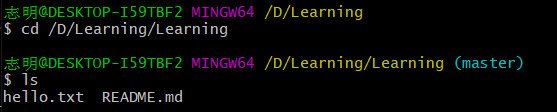 志明@DESKTOP-I59TBF2 MINGW64 /D/Learning
$ cd /D/Learning/Learning
志明@DESKTOP-I59TBF2 MINGW64 /D/Learning/Learning (master)
$ ls
hello.txt  README.md